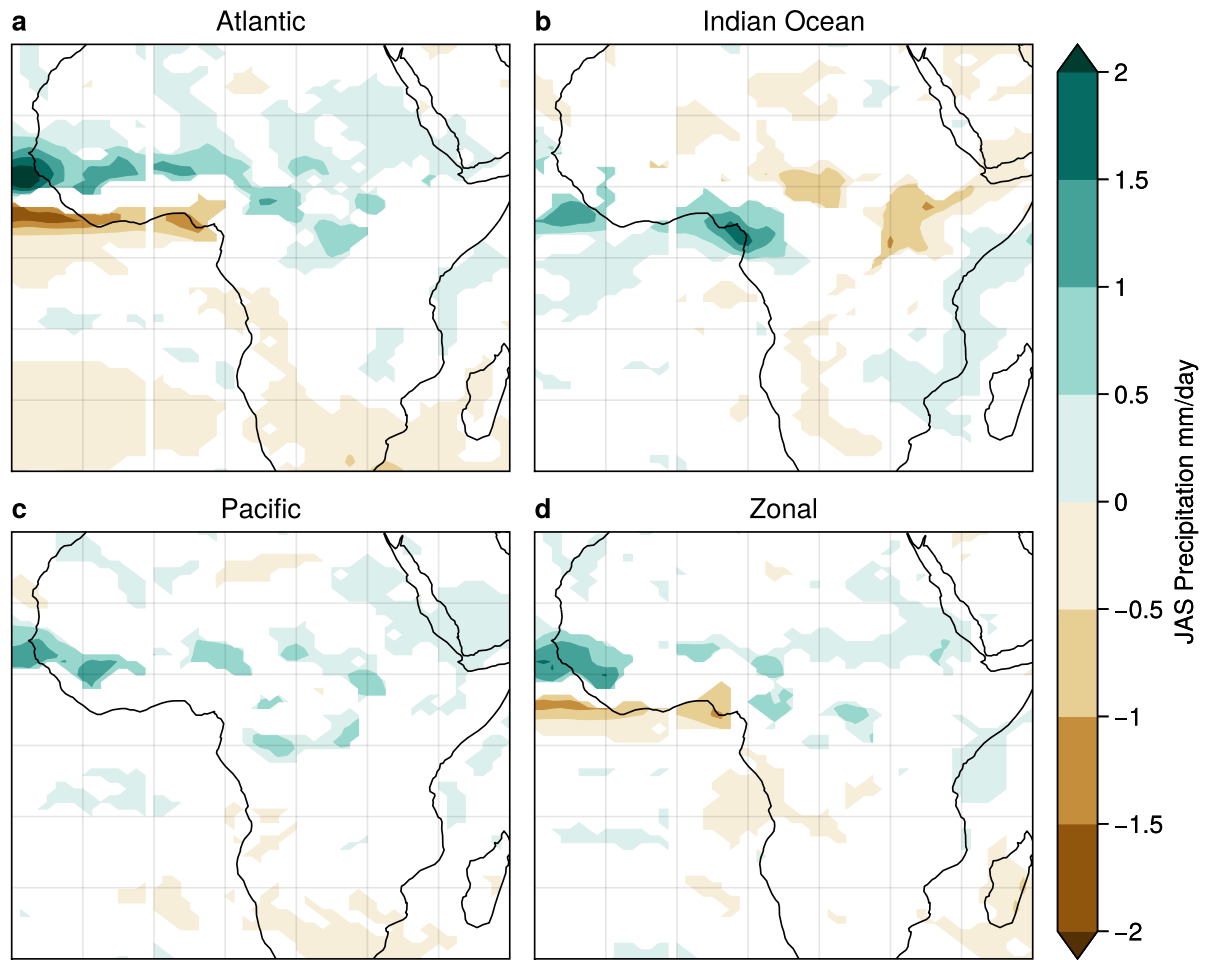 a Atlantic
b Indian Ocean
c Pacific
d Zonal
2
1.5
1
0.5
0
−0.5
−1
−1.5
−2
JAS Precipitation mm/day